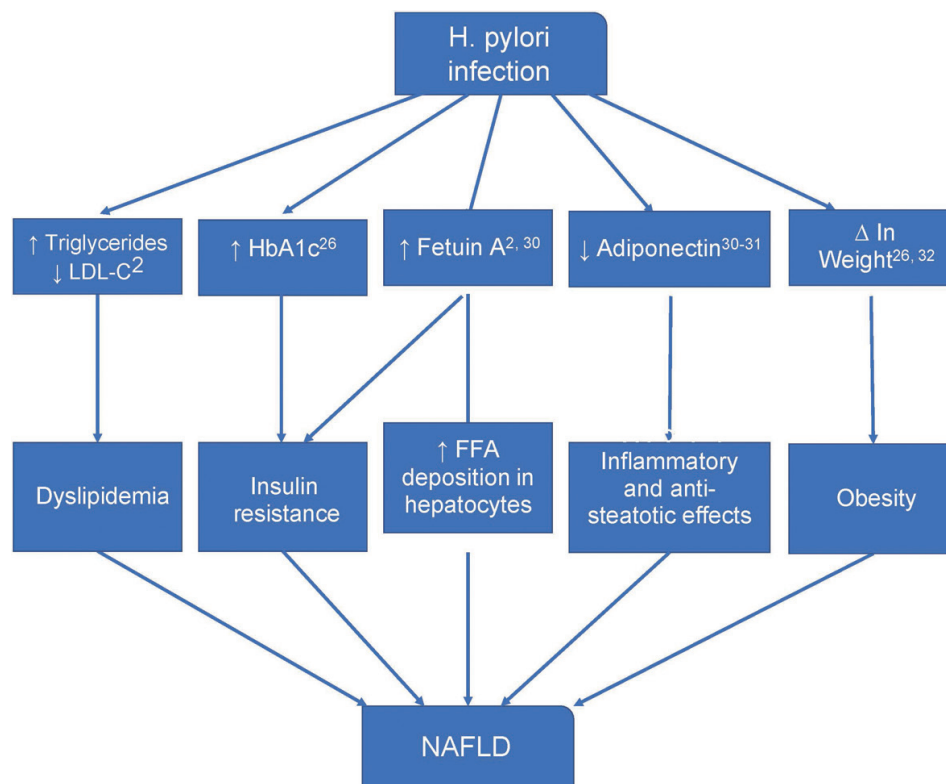 H. pylori
infection
↑ Triglycerides
↓ LDL-C²
↑ HbA1c²⁶
↑ Fetuin A²˒ ³⁰
↓ Adiponectin³⁰⁻³¹
Δ In
Weight²⁶˒ ³²
Dyslipidemia
Insulin
resistance
↑ FFA
deposition in
hepatocytes
Inflammatory
and anti-
steatotic effects
Obesity
NAFLD